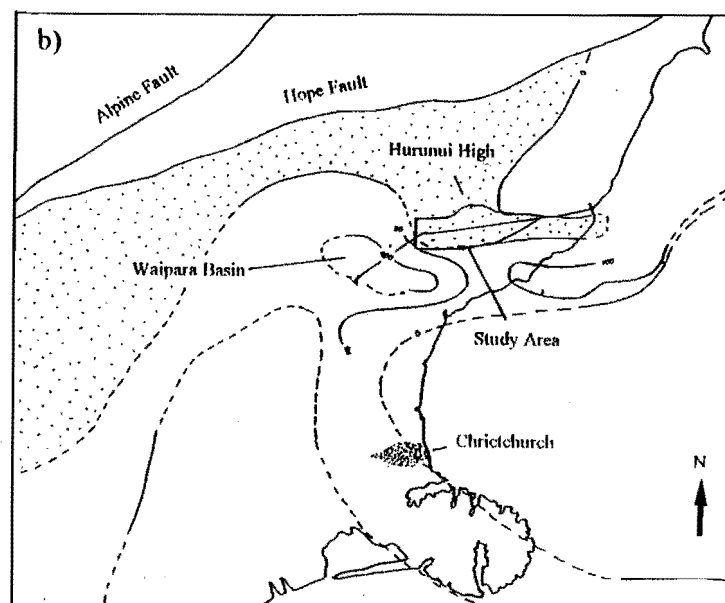 b)
Alpine Fault
Hope Fault
Hurunui High
Waipara Basin
Study Area
Chrictchurch
N